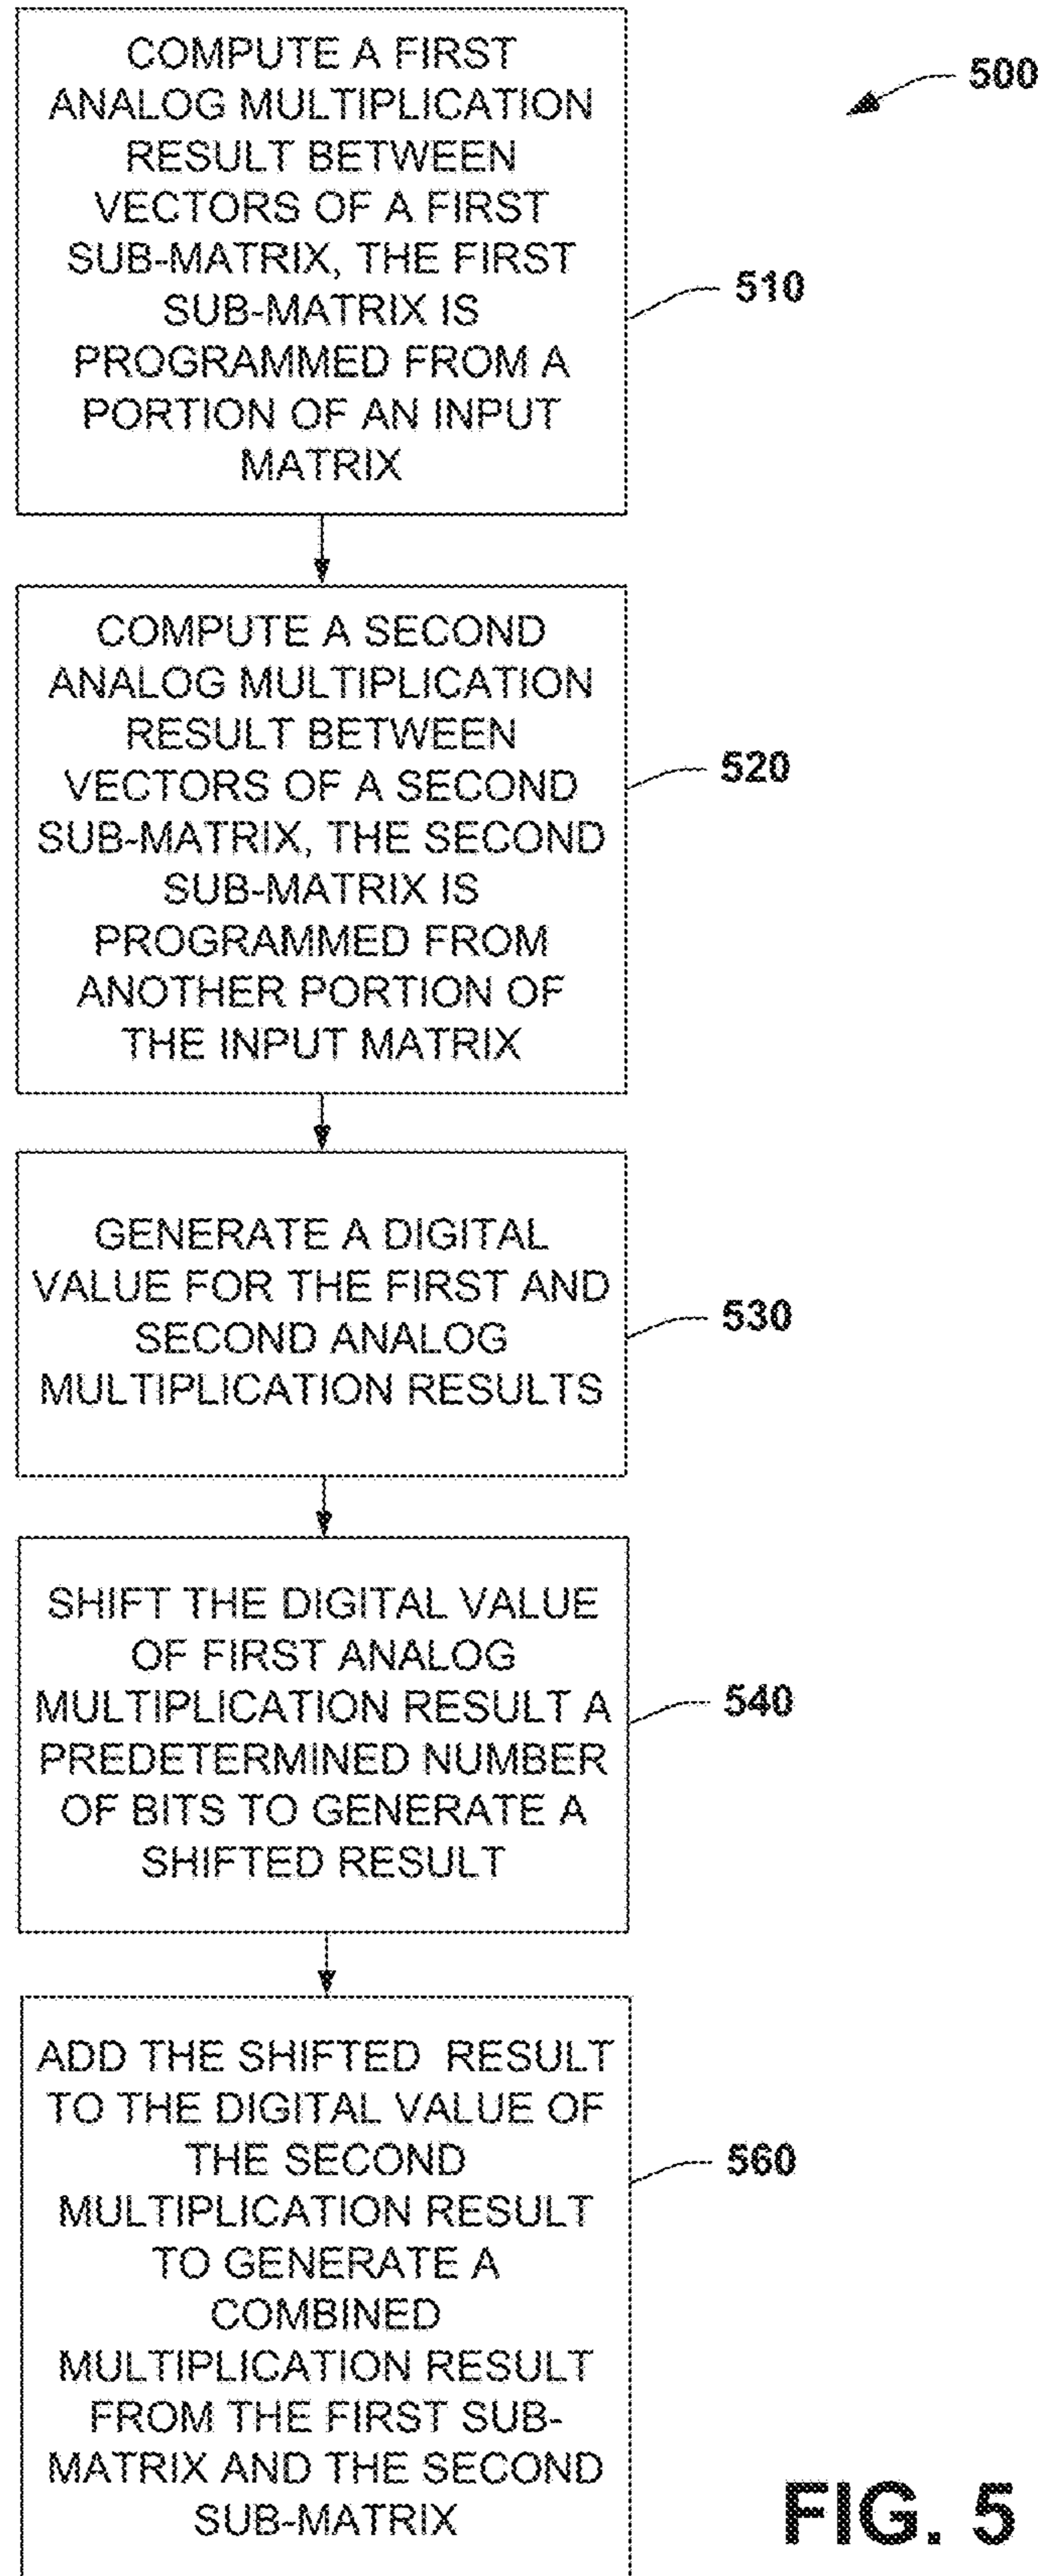 500
COMPUTE A FIRST
ANALOG MULTIPLICATION
RESULT BETWEEN
VECTORS OF A FIRST
SUB-MATRIX, THE FIRST
SUB-MATRIX IS
PROGRAMMED FROM A
PORTION OF AN INPUT
MATRIX
510
COMPUTE A SECOND
ANALOG MULTIPLICATION
RESULT BETWEEN
VECTORS OF A SECOND
SUB-MATRIX, THE SECOND
SUB-MATRIX IS
PROGRAMMED FROM
ANOTHER PORTION OF
THE INPUT MATRIX
520
GENERATE A DIGITAL
VALUE FOR THE FIRST AND
SECOND ANALOG
MULTIPLICATION RESULTS
530
SHIFT THE DIGITAL VALUE
OF FIRST ANALOG
MULTIPLICATION RESULT A
PREDETERMINED NUMBER
OF BITS TO GENERATE A
SHIFTED RESULT
540
ADD THE SHIFTED RESULT
TO THE DIGITAL VALUE OF
THE SECOND
MULTIPLICATION RESULT
TO GENERATE A
COMBINED
MULTIPLICATION RESULT
FROM THE FIRST SUB-
MATRIX AND THE SECOND
SUB-MATRIX
560
FIG. 5